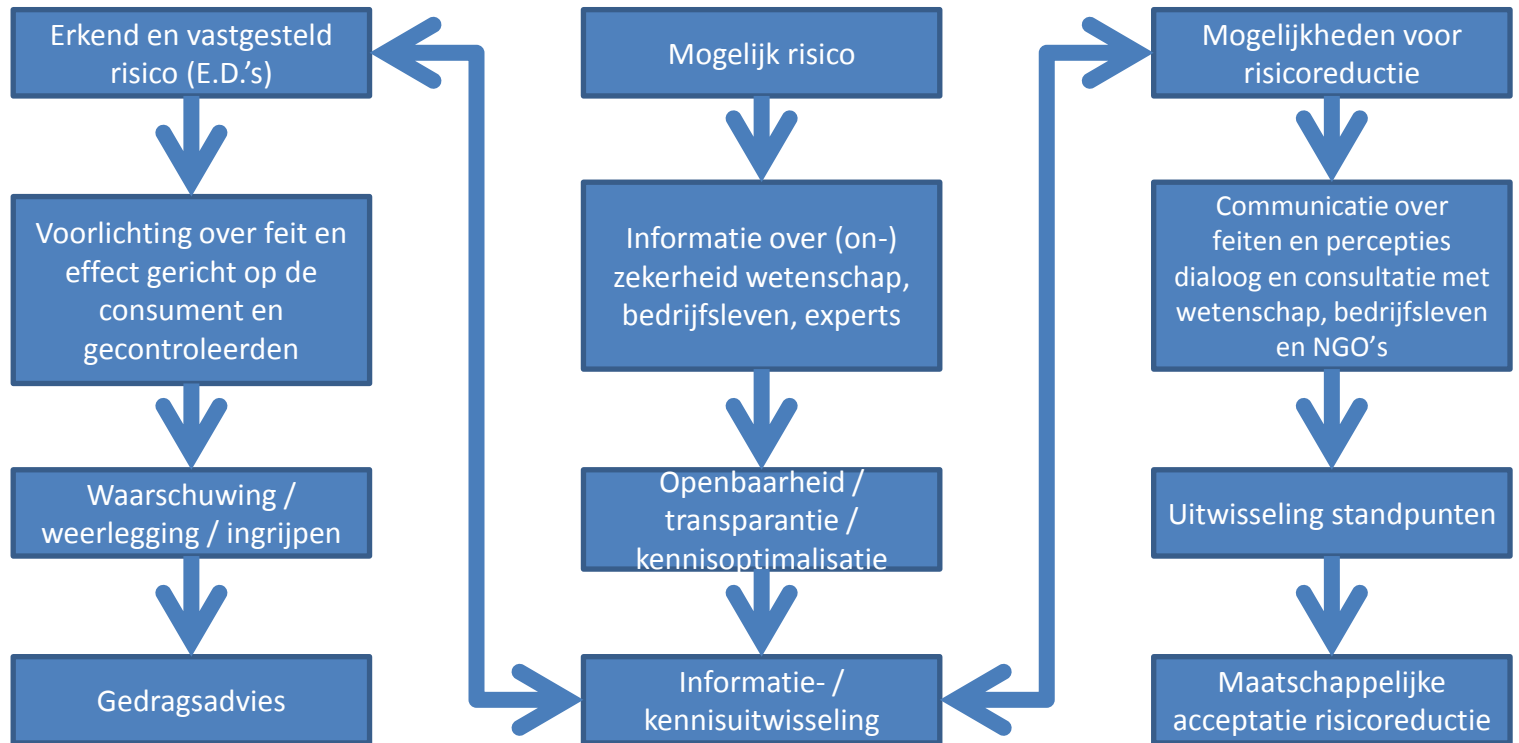 Erkend en vastgesteld
risico (E.D.'s)
Voorlichting over feit en
effect gericht op de
consument en
gecontroleerden
Waarschuwing /
weerlegging / ingrijpen
Gedragsadvies
Mogelijk risico
Informatie over (on-)
zekerheid wetenschap,
bedrijfsleven, experts
Openbaarheid /
transparantie /
kennisoptimalisatie
Informatie- /
kennisuitwisseling
Mogelijkheden voor
risicoreductie
Communicatie over
feiten en percepties
dialoog en consultatie met
wetenschap, bedrijfsleven
en NGO's
Uitwisseling standpunten
Maatschappelijke
acceptatie risicoreductie